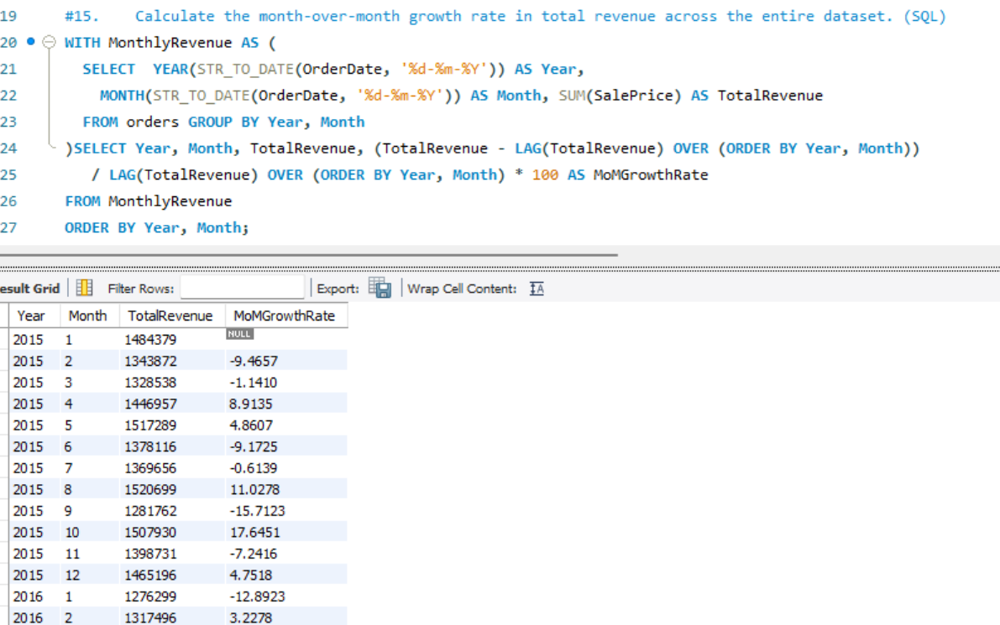 19 #15. Calculate the month-over-month growth rate in total revenue across the entire dataset. (SQL)
20 WITH MonthlyRevenue AS (
21 SELECT YEAR(STR_TO_DATE(OrderDate, '%d-%m-%Y')) AS Year,
22 MONTH(STR_TO_DATE(OrderDate, '%d-%m-%Y')) AS Month, SUM(SalePrice) AS TotalRevenue
23 FROM orders GROUP BY Year, Month
24 )SELECT Year, Month, TotalRevenue, (TotalRevenue - LAG(TotalRevenue) OVER (ORDER BY Year, Month))
25 / LAG(TotalRevenue) OVER (ORDER BY Year, Month) * 100 AS MoMGrowthRate
26 FROM MonthlyRevenue
27 ORDER BY Year, Month;
esult Grid Filter Rows: Export: Wrap Cell Content: IA
Year Month TotalRevenue MoMGrowthRate
2015 1 1484379 NULL
2015 2 1343872 -9.4657
2015 3 1328538 -1.1410
2015 4 1446957 8.9135
2015 5 1517289 4.8607
2015 6 1378116 -9.1725
2015 7 1369656 -0.6139
2015 8 1520699 11.0278
2015 9 1281762 -15.7123
2015 10 1507930 17.6451
2015 11 1398731 -7.2416
2015 12 1465196 4.7518
2016 1 1276299 -12.8923
2016 2 1317496 3.2278